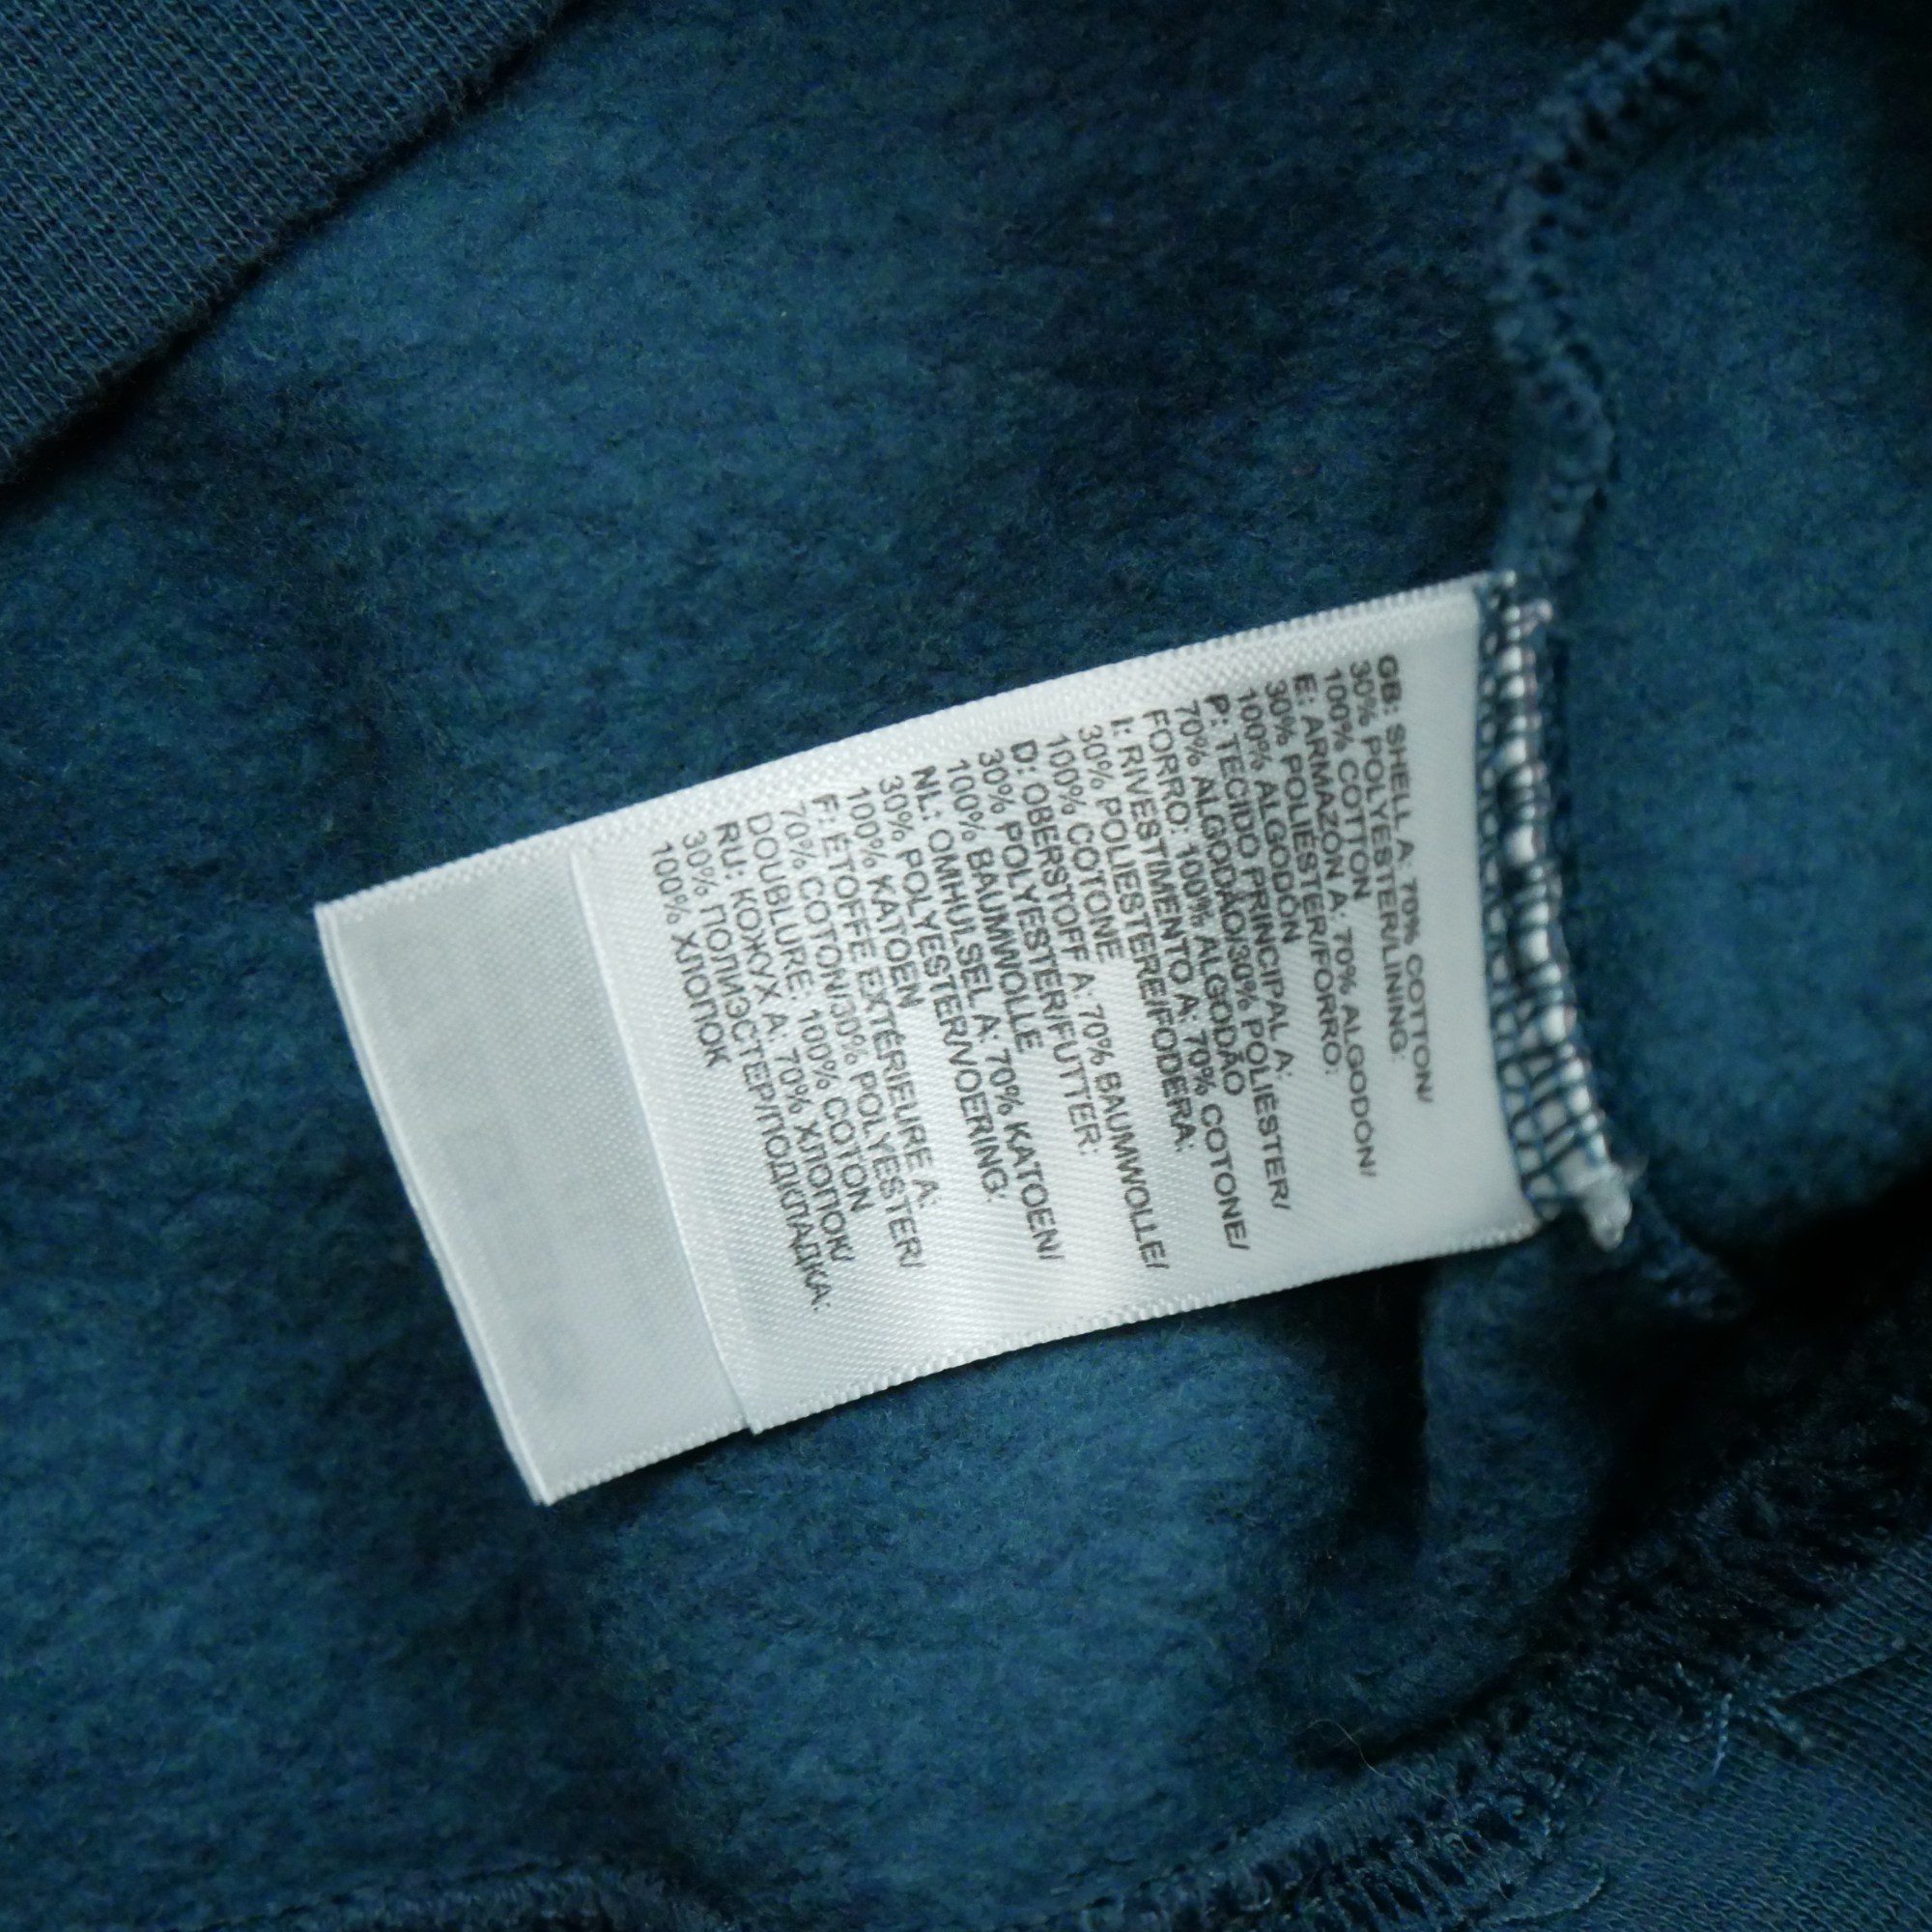 GB: SHELL A: 70% COTTON/
30% POLYESTER/LINING:
100% COTTON
E: ARMAZÓN A: 70% ALGODÓN/
30% POLIÉSTER/FORRO:
100% ALGODÓN
P: TECIDO PRINCIPAL A:
70% ALGODÃO/30% POLIÉSTER/
FORRO: 100% ALGODÃO
I: RIVESTIMENTO A: 70% COTONE/
30% POLIESTERE/FODERA:
100% COTONE
D: OBERSTOFF A: 70% BAUMWOLLE/
30% POLYESTER/FUTTER:
100% BAUMWOLLE
NL: OMHULSEL A: 70% KATOEN/
30% POLYESTER/VOERING:
100% KATOEN
F: ÉTOFFE EXTÉRIEURE A:
70% COTON/30% POLYESTER/
DOUBLURE: 100% COTON
RU: КОЖУХ A: 70% ХЛОПОК/
30% ПОЛИЭСТЕР/ПОДКЛАДКА:
100% ХЛОПОК